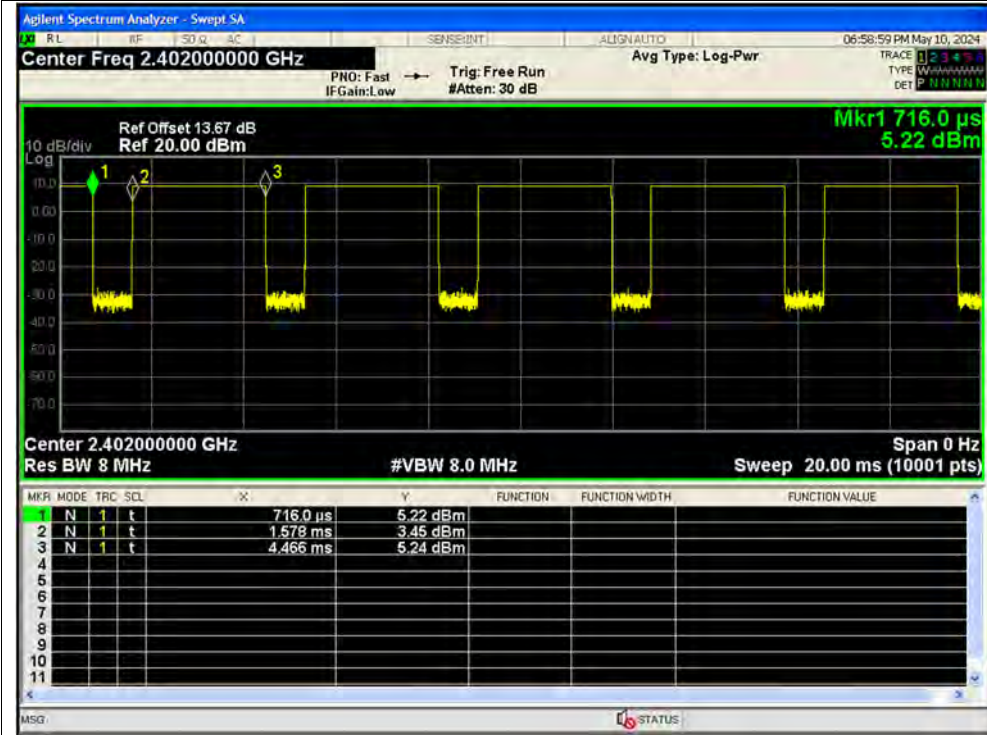 Agilent Spectrum Analyzer - Swept SA
RL RF 50 Ω AC SENSE:INT ALIGNAUTO 06:58:59 PM May 10, 2024
Center Freq 2.402000000 GHz Avg Type: Log-Pwr TRACE 1 2 3 4 5 6
PNO: Fast Trig: Free Run TYPE WWWWWW
IFGain:Low #Atten: 30 dB DET P N N N N N
Mkr1 716.0 µs
Ref Offset 13.67 dB
10 dB/div Ref 20.00 dBm 5.22 dBm
Log
1 2 3
10.0
0.00
-10.0
-20.0
-30.0
-40.0
-50.0
-60.0
-70.0
Center 2.402000000 GHz Span 0 Hz
Res BW 8 MHz #VBW 8.0 MHz Sweep 20.00 ms (10001 pts)
MKR MODE TRC SCL X Y FUNCTION FUNCTION WIDTH FUNCTION VALUE
1 N 1 t 716.0 µs 5.22 dBm
2 N 1 t 1.578 ms 3.45 dBm
3 N 1 t 4.466 ms 5.24 dBm
4
5
6
7
8
9
10
11
MSG STATUS